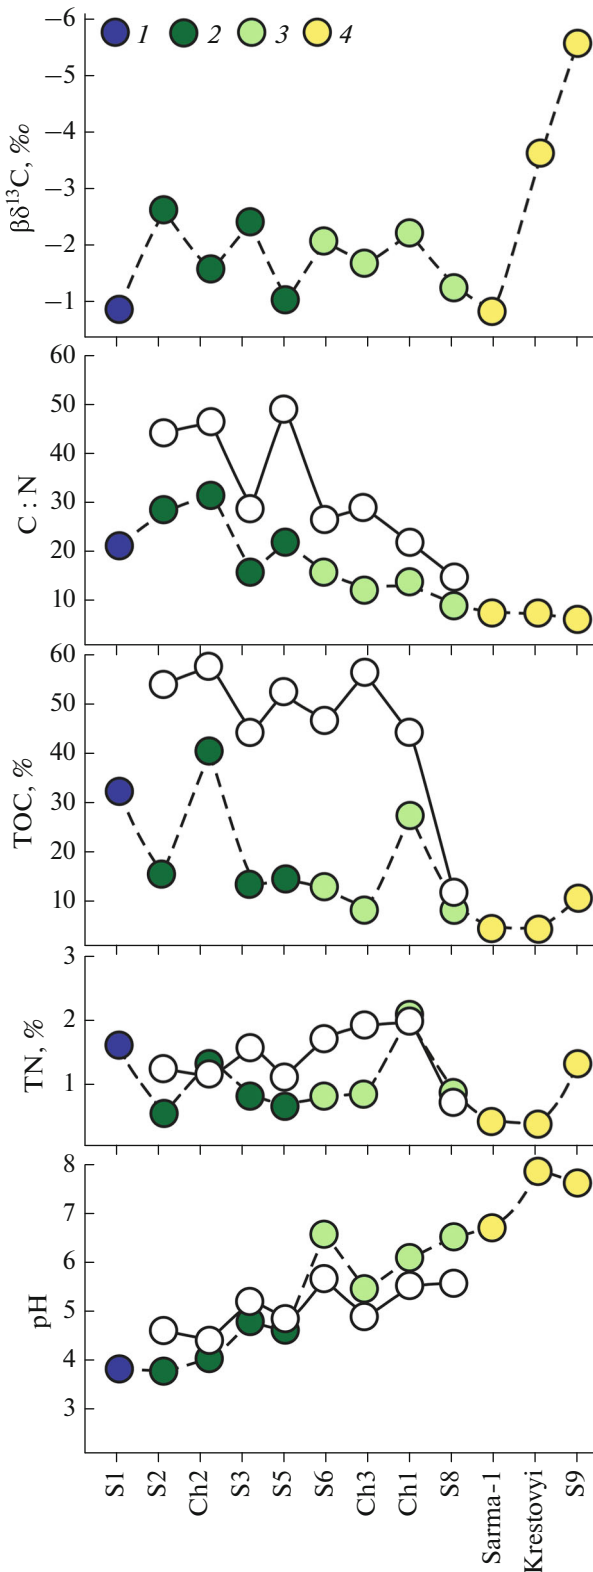 1 2 3 4
βδ¹³C, ‰
−6
−5
−4
−3
−2
−1
C : N
60
50
40
30
20
10
TOC, %
60
50
40
30
20
10
TN, %
3
2
1
pH
8
7
6
5
4
3
S1
S2
Ch2
S3
S5
S6
Ch3
Ch1
S8
Sarma-1
Krestovyi
S9